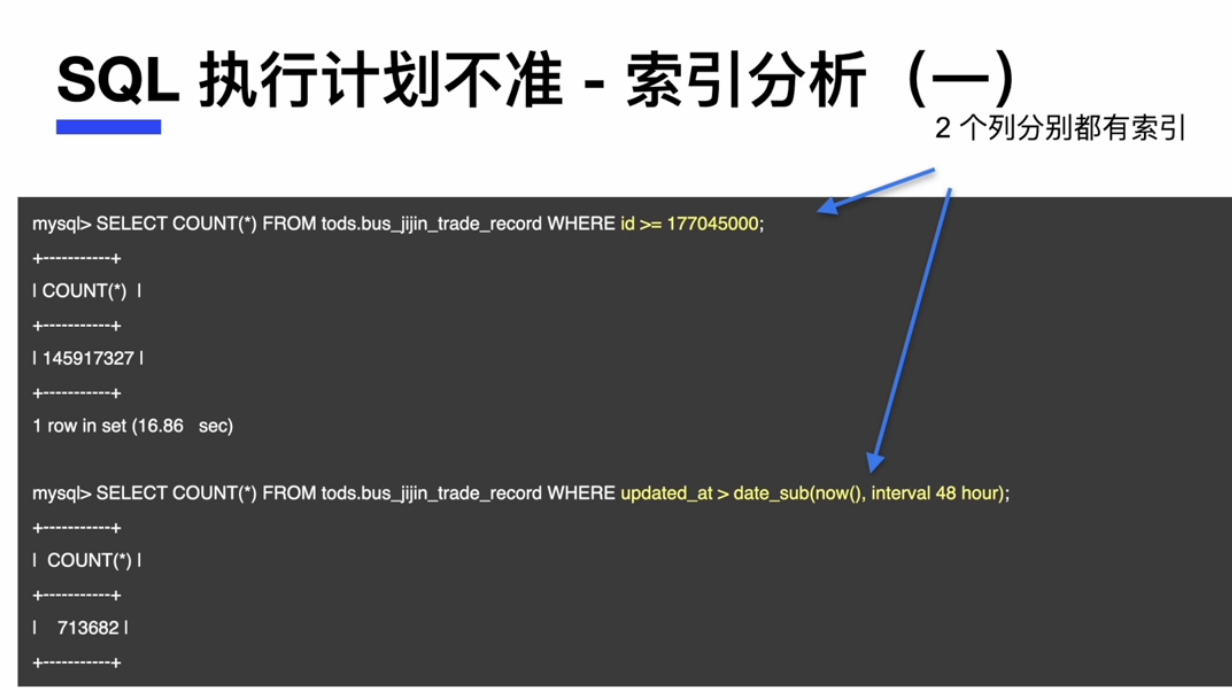 SQL 执行计划不准 - 索引分析（一）
2 个列分别都有索引
mysql> SELECT COUNT(*) FROM tods.bus_jijin_trade_record WHERE id >= 177045000;
+-----------+
| COUNT(*) |
+-----------+
| 145917327 |
+-----------+
1 row in set (16.86 sec)
mysql> SELECT COUNT(*) FROM tods.bus_jijin_trade_record WHERE updated_at > date_sub(now(), interval 48 hour);
+-----------+
| COUNT(*) |
+-----------+
| 713682 |
+-----------+